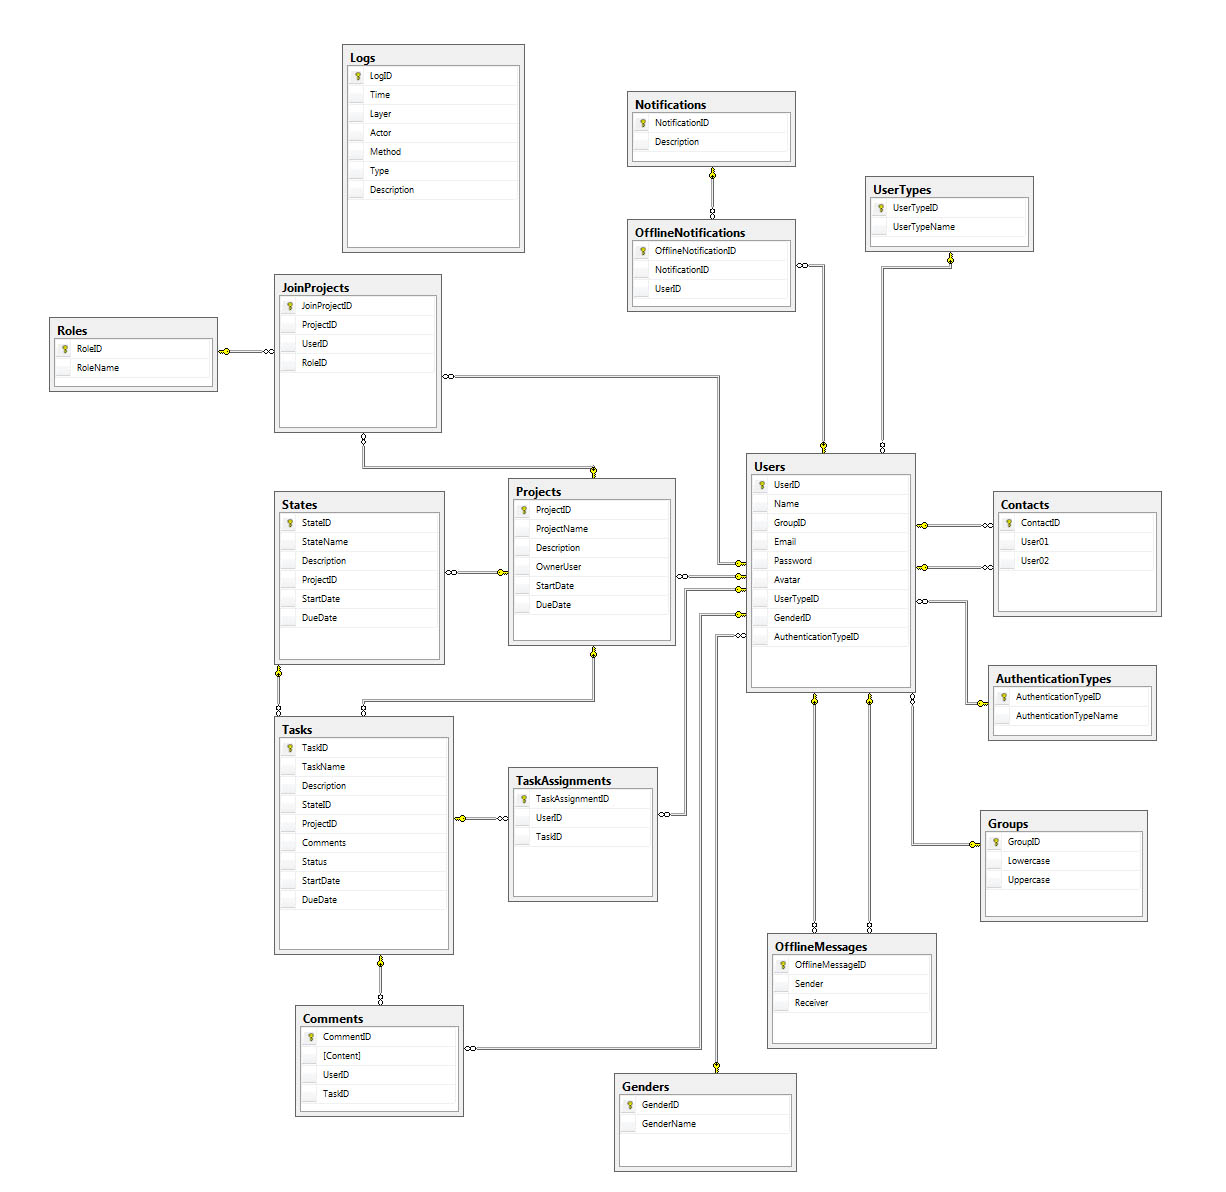 Logs
LogID
Time
Layer
Actor
Method
Type
Description
Notifications
NotificationID
Description
UserTypes
UserTypeID
UserTypeName
OfflineNotifications
OfflineNotificationID
NotificationID
UserID
JoinProjects
JoinProjectID
ProjectID
UserID
RoleID
Roles
RoleID
RoleName
Users
UserID
Name
GroupID
Email
Password
Avatar
UserTypeID
GenderID
AuthenticationTypeID
Projects
ProjectID
ProjectName
Description
OwnerUser
StartDate
DueDate
States
StateID
StateName
Description
ProjectID
StartDate
DueDate
Contacts
ContactID
User01
User02
AuthenticationTypes
AuthenticationTypeID
AuthenticationTypeName
Tasks
TaskID
TaskName
Description
StateID
ProjectID
Comments
Status
StartDate
DueDate
TaskAssignments
TaskAssignmentID
UserID
TaskID
Groups
GroupID
Lowercase
Uppercase
OfflineMessages
OfflineMessageID
Sender
Receiver
Comments
CommentID
[Content]
UserID
TaskID
Genders
GenderID
GenderName